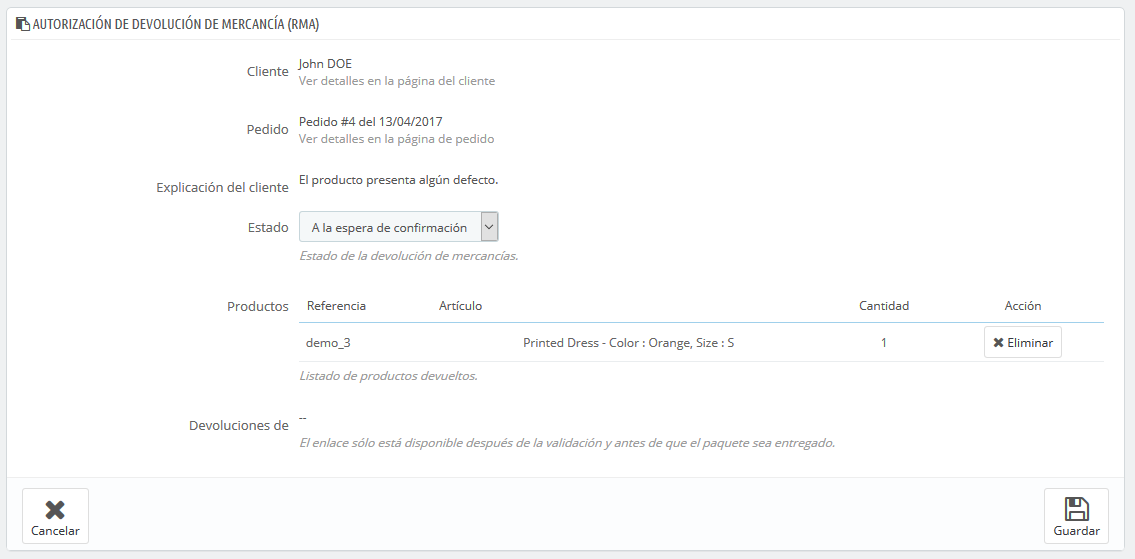 AUTORIZACIÓN DE DEVOLUCIÓN DE MERCANCÍA (RMA)
Cliente
John DOE
Ver detalles en la página del cliente
Pedido
Pedido #4 del 13/04/2017
Ver detalles en la página de pedido
Explicación del cliente
El producto presenta algún defecto.
Estado
A la espera de confirmación
Estado de la devolución de mercancías.
Productos
Referencia Artículo Cantidad Acción
demo_3 Printed Dress - Color : Orange, Size : S 1 Eliminar
Listado de productos devueltos.
Devoluciones de
--
El enlace sólo está disponible después de la validación y antes de que el paquete sea entregado.
Cancelar Guardar